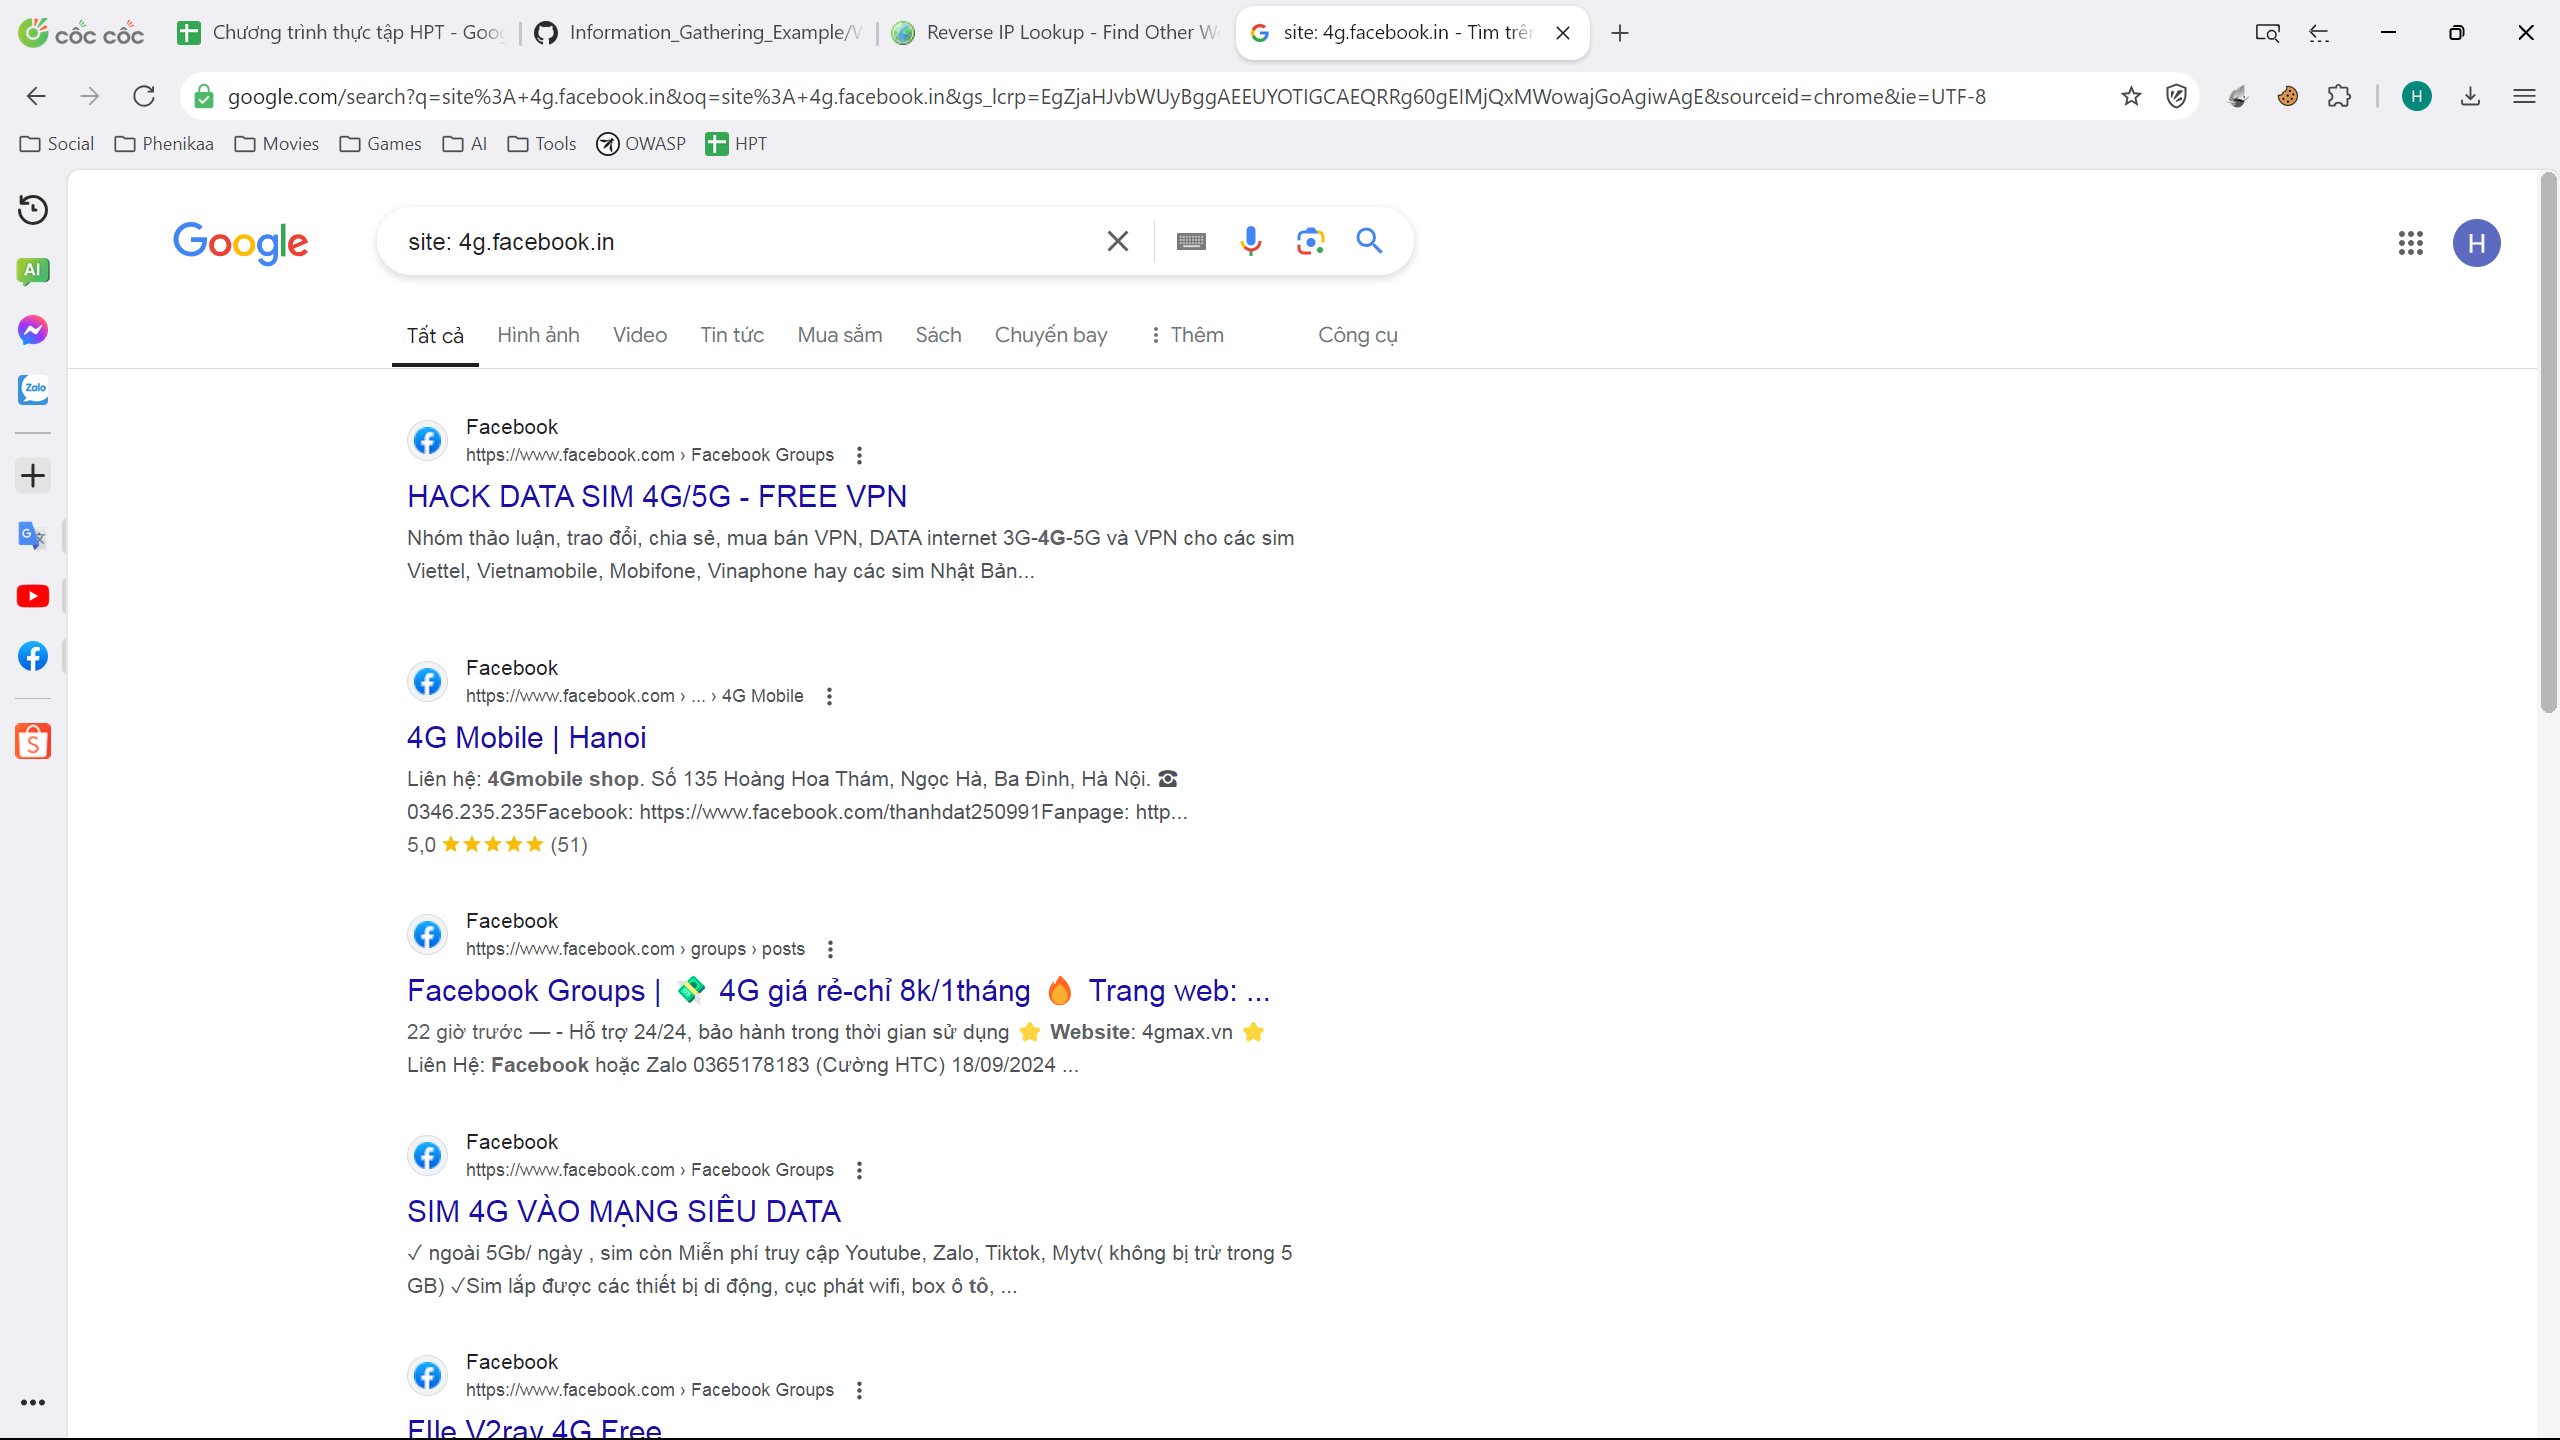 cốc cốc
Chương trình thực tập HPT - Goog
Information_Gathering_Example/W
Reverse IP Lookup - Find Other We
site: 4g.facebook.in - Tìm trên
google.com/search?q=site%3A+4g.facebook.in&oq=site%3A+4g.facebook.in&gs_lcrp=EgZjaHJvbWUyBggAEEUYOTIGCAEQRRg60gEIMjQxMWowajGoAgiwAgE&sourceid=chrome&ie=UTF-8
H
Social
Phenikaa
Movies
Games
AI
Tools
OWASP
HPT
AI
Zalo
Google
site: 4g.facebook.in
H
Tất cả
Hình ảnh
Video
Tin tức
Mua sắm
Sách
Chuyến bay
Thêm
Công cụ
Facebook
https://www.facebook.com › Facebook Groups
HACK DATA SIM 4G/5G - FREE VPN
Nhóm thảo luận, trao đổi, chia sẻ, mua bán VPN, DATA internet 3G-4G-5G và VPN cho các sim
Viettel, Vietnamobile, Mobifone, Vinaphone hay các sim Nhật Bản...
Facebook
https://www.facebook.com › ... › 4G Mobile
4G Mobile | Hanoi
Liên hệ: 4Gmobile shop. Số 135 Hoàng Hoa Thám, Ngọc Hà, Ba Đình, Hà Nội. ☎
0346.235.235Facebook: https://www.facebook.com/thanhdat250991Fanpage: http...
5,0 ★★★★★ (51)
Facebook
https://www.facebook.com › groups › posts
Facebook Groups | 💸 4G giá rẻ-chỉ 8k/1tháng 🔥 Trang web: ...
22 giờ trước — - Hỗ trợ 24/24, bảo hành trong thời gian sử dụng ⭐ Website: 4gmax.vn ⭐
Liên Hệ: Facebook hoặc Zalo 0365178183 (Cường HTC) 18/09/2024 ...
Facebook
https://www.facebook.com › Facebook Groups
SIM 4G VÀO MẠNG SIÊU DATA
✓ ngoài 5Gb/ ngày , sim còn Miễn phí truy cập Youtube, Zalo, Tiktok, Mytv( không bị trừ trong 5
GB) ✓Sim lắp được các thiết bị di động, cục phát wifi, box ô tô, ...
Facebook
https://www.facebook.com › Facebook Groups
FIle V2ray 4G Free